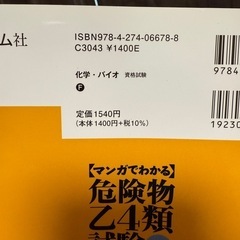 ム社
ISBN978-4-274-06678-8
C3043 ¥1400E
化学・バイオ 資格試験
F
定価1540円
(本体1400円+税10%)
9784
19230
【マンガでわかる】
危険物
乙4類
試験